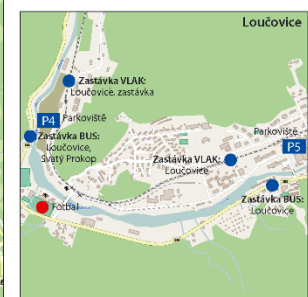 Loučovice
Zastávka VLAK:
Loučovice, zastávka
P4
Parkoviště
Zastávka BUS:
Loučovice,
Svatý Prokop
Parkoviště
P5
Zastávka VLAK:
Loučovice
Zastávka BUS:
Loučovice
Fotbal